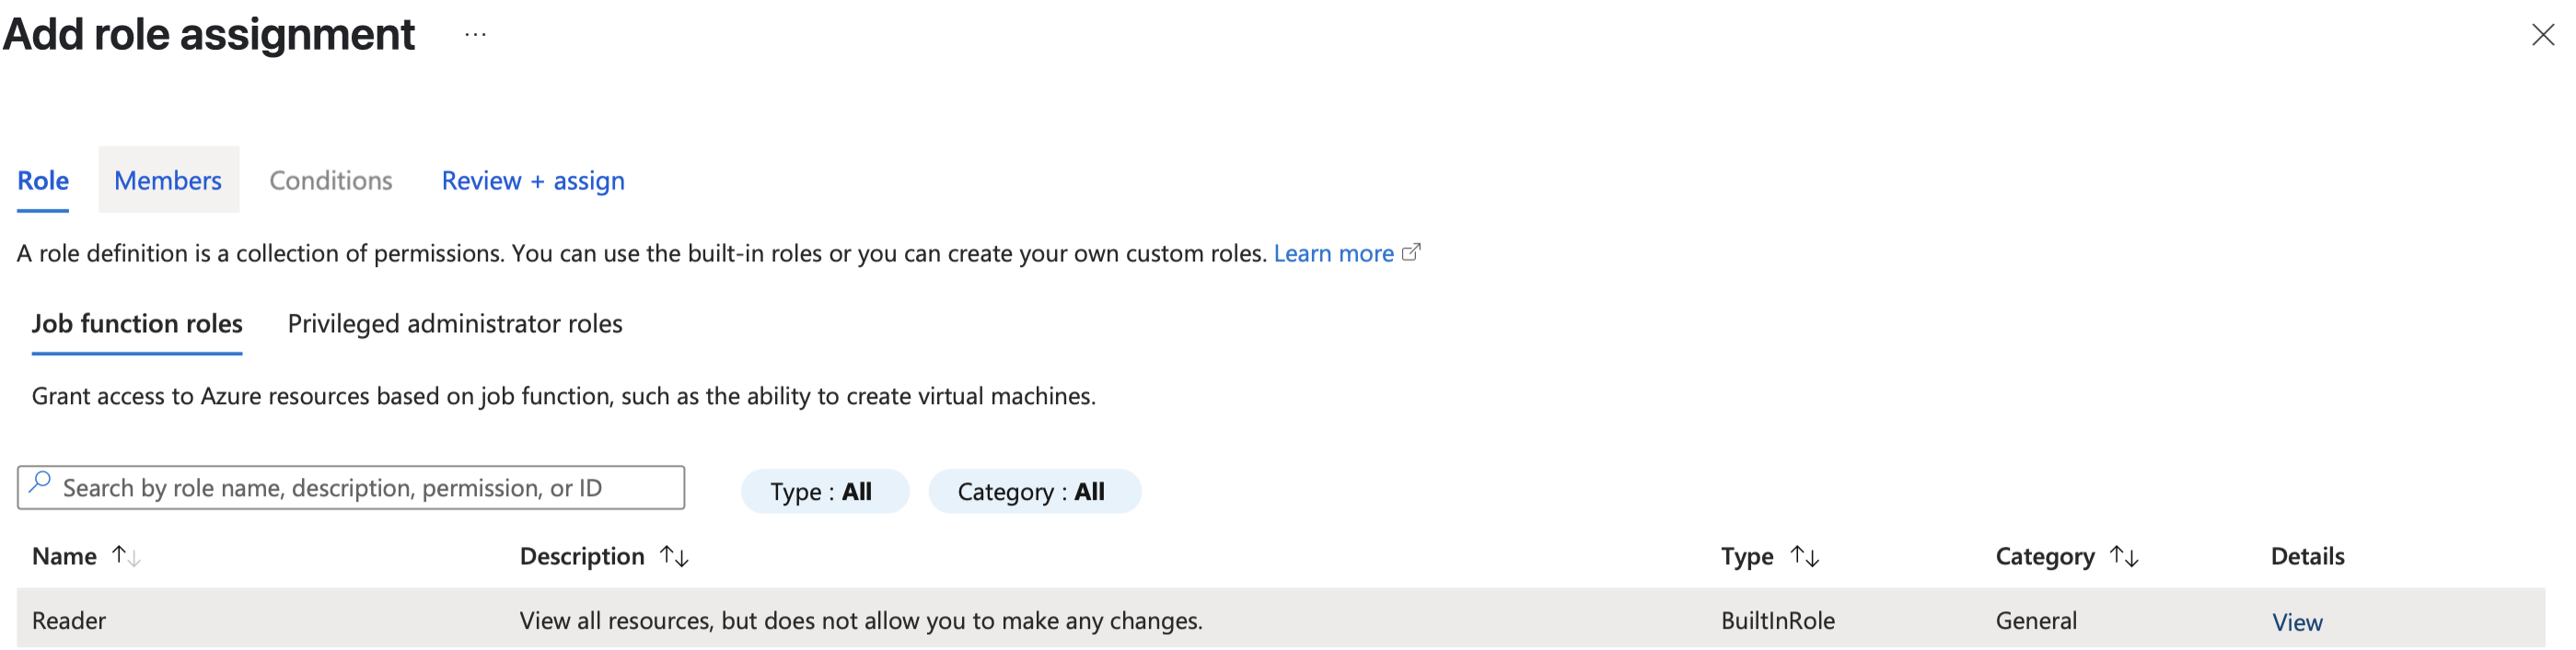 Add role assignment ...
Role Members Conditions Review + assign
A role definition is a collection of permissions. You can use the built-in roles or you can create your own custom roles. Learn more
Job function roles Privileged administrator roles
Grant access to Azure resources based on job function, such as the ability to create virtual machines.
Search by role name, description, permission, or ID Type : All Category : All
Name ↑↓ Description ↑↓ Type ↑↓ Category ↑↓ Details
Reader View all resources, but does not allow you to make any changes. BuiltInRole General View